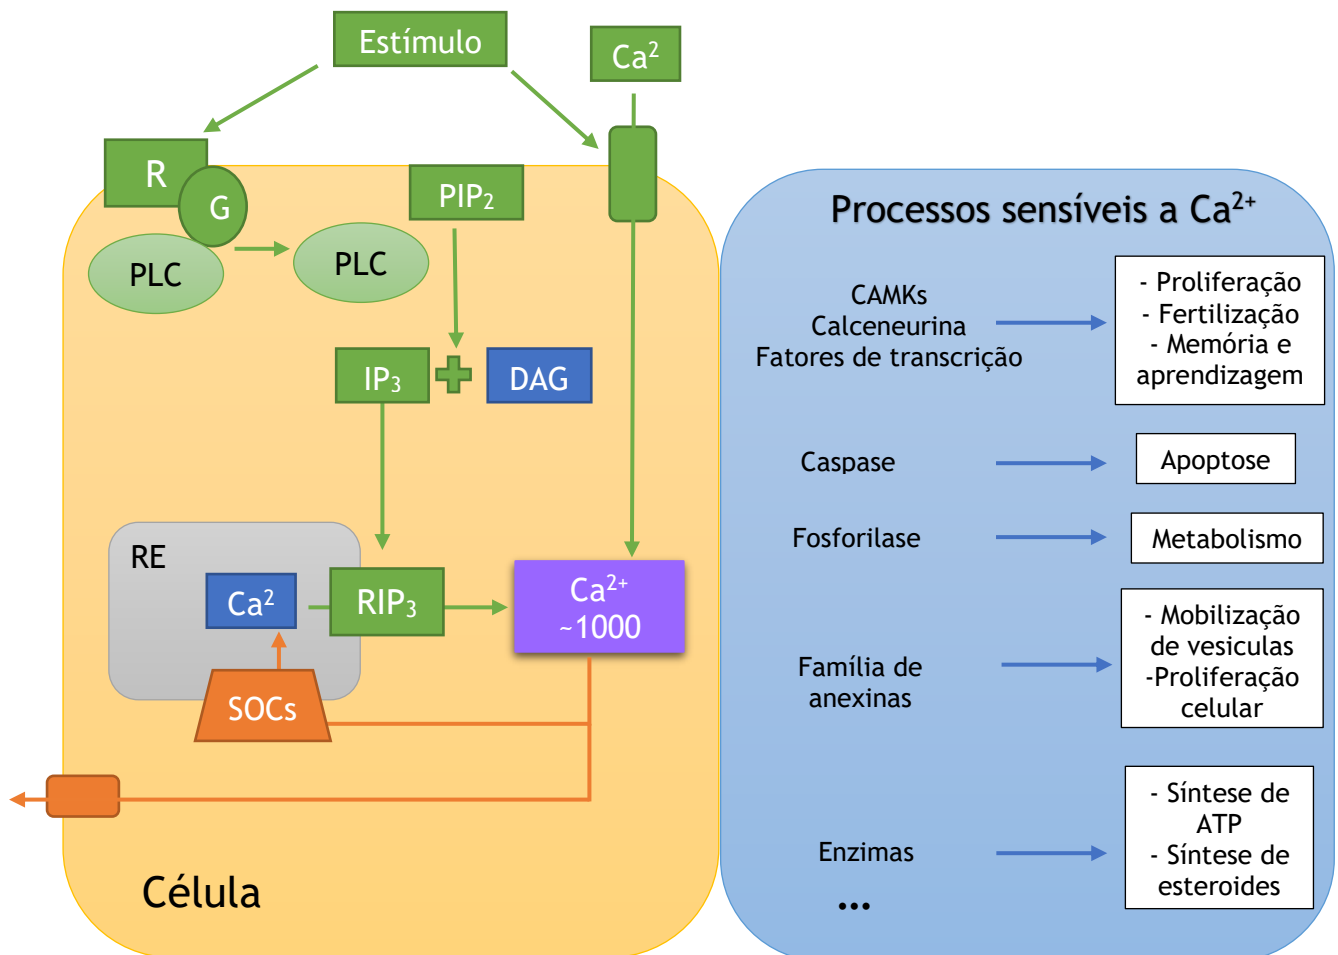 Estímulo
Ca²
R
G
PLC
PLC
PIP₂
IP₃
DAG
RE
Ca²
RIP₃
Ca²⁺
~1000
SOCs
Célula
Processos sensíveis a Ca²⁺
CAMKs
Calceneurina
Fatores de transcrição
- Proliferação
- Fertilização
- Memória e
aprendizagem
Caspase
Apoptose
Fosforilase
Metabolismo
Família de
anexinas
- Mobilização
de vesiculas
-Proliferação
celular
Enzimas
- Síntese de
ATP
- Síntese de
esteroides
...